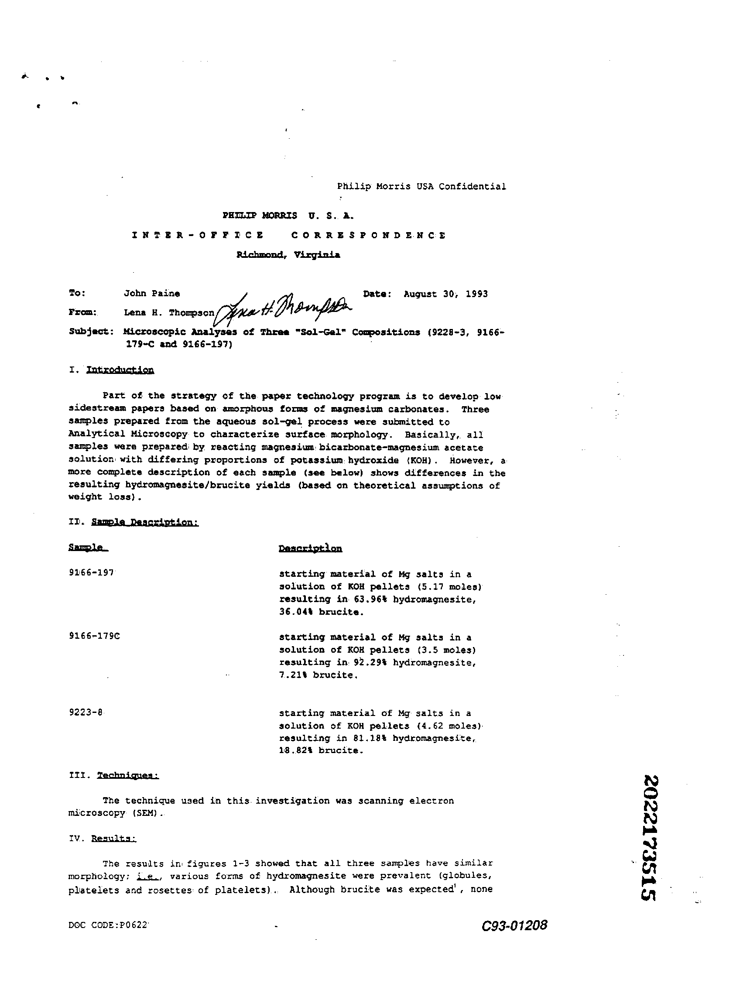 Philip Morris USA Confidential
PHILIP MORRIS U. S. A.
INTER-OFFICE CORRESPONDENCE
Richmond, Virginia
To: John Paine Date: August 30, 1993
From: Lena H. Thompson Lena H. Thompson
Subject: Microscopic Analyses of Three "Sol-Gel" Compositions (9228-3, 9166-
179-C and 9166-197)
I. Introduction
Part of the strategy of the paper technology program is to develop low
sidestream papers based on amorphous forms of magnesium carbonates. Three
samples prepared from the aqueous sol-gel process were submitted to
Analytical Microscopy to characterize surface morphology. Basically, all
samples were prepared by reacting magnesium bicarbonate-magnesium acetate
solution with differing proportions of potassium hydroxide (KOH). However, a
more complete description of each sample (see below) shows differences in the
resulting hydromagnesite/brucite yields (based on theoretical assumptions of
weight loss).
II. Sample Description:
Sample Description
9166-197 starting material of Mg salts in a
solution of KOH pellets (5.17 moles)
resulting in 63.96% hydromagnesite,
36.04% brucite.
9166-179C starting material of Mg salts in a
solution of KOH pellets (3.5 moles)
resulting in 92.29% hydromagnesite,
7.21% brucite.
9223-8 starting material of Mg salts in a
solution of KOH pellets (4.62 moles)
resulting in 81.18% hydromagnesite,
18.82% brucite.
III. Techniques:
The technique used in this investigation was scanning electron
microscopy (SEM).
IV. Results:
The results in figures 1-3 showed that all three samples have similar
morphology; i.e., various forms of hydromagnesite were prevalent (globules,
platelets and rosettes of platelets). Although brucite was expected¹, none
DOC CODE:P0622 C93-01208
2022173515